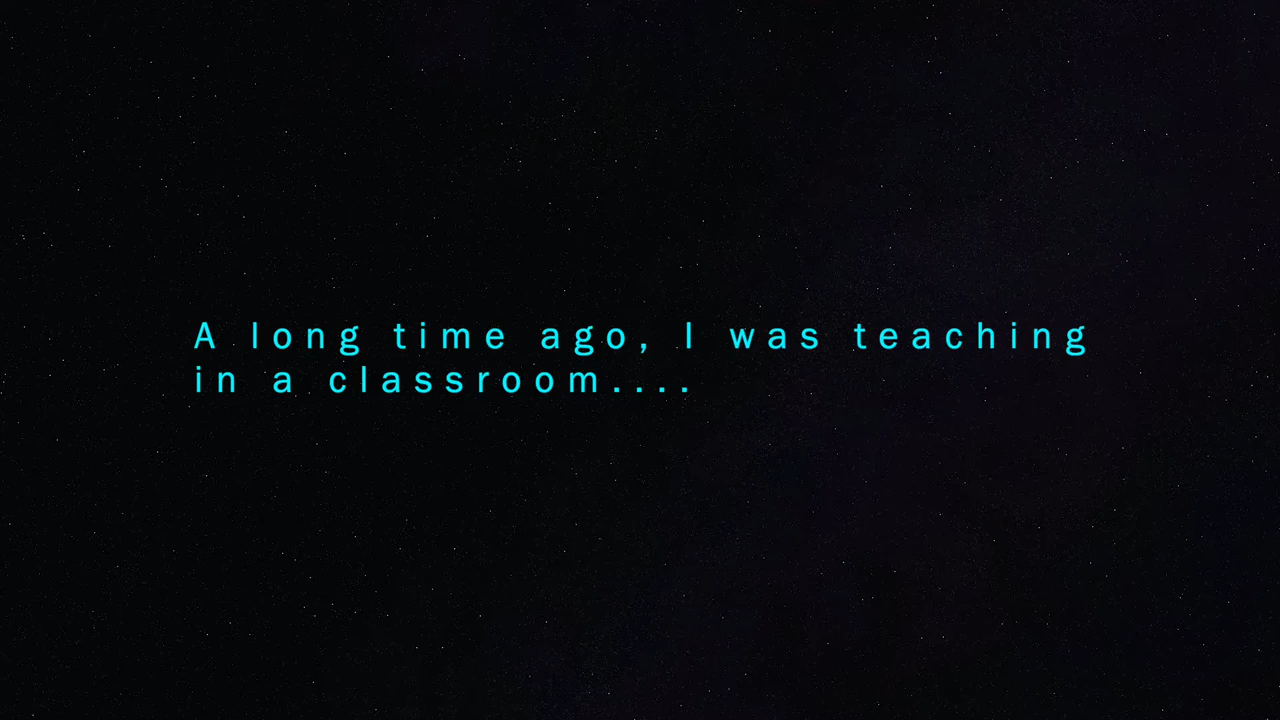 A long time ago, I was teaching
in a classroom....